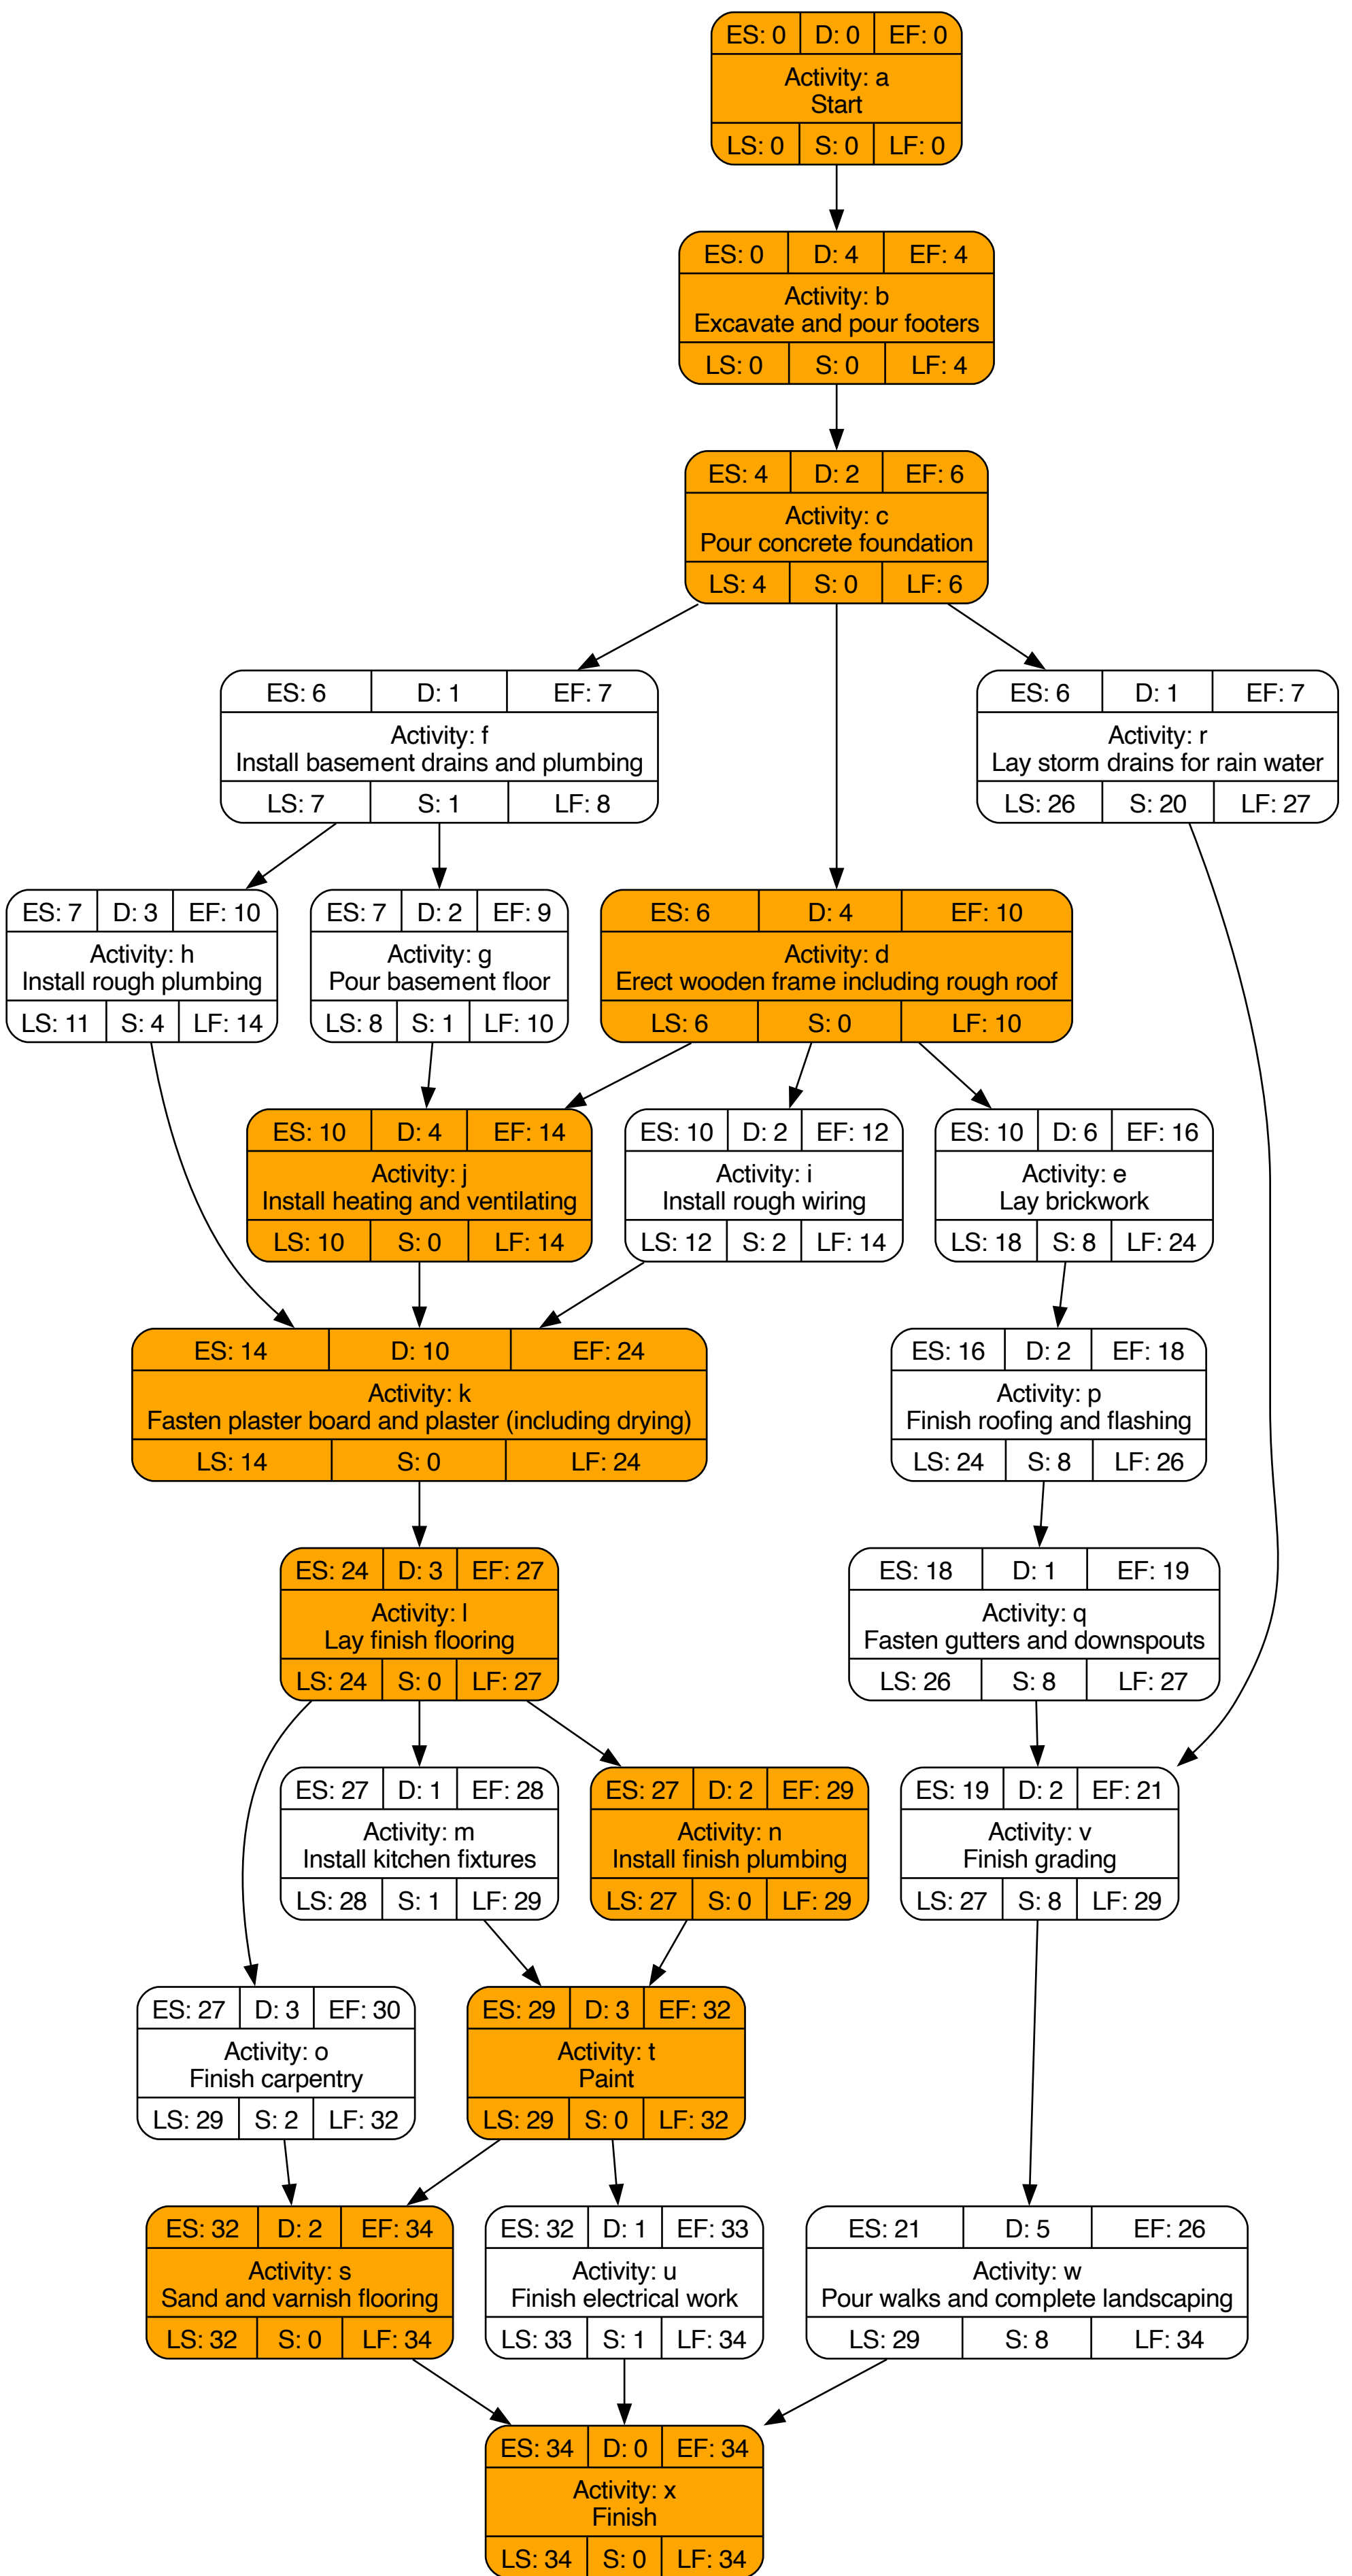 ES: 0 D: 0 EF: 0
Activity: a
Start
LS: 0 S: 0 LF: 0
ES: 0 D: 4 EF: 4
Activity: b
Excavate and pour footers
LS: 0 S: 0 LF: 4
ES: 4 D: 2 EF: 6
Activity: c
Pour concrete foundation
LS: 4 S: 0 LF: 6
ES: 6 D: 1 EF: 7
Activity: f
Install basement drains and plumbing
LS: 7 S: 1 LF: 8
ES: 6 D: 1 EF: 7
Activity: r
Lay storm drains for rain water
LS: 26 S: 20 LF: 27
ES: 7 D: 3 EF: 10
Activity: h
Install rough plumbing
LS: 11 S: 4 LF: 14
ES: 7 D: 2 EF: 9
Activity: g
Pour basement floor
LS: 8 S: 1 LF: 10
ES: 6 D: 4 EF: 10
Activity: d
Erect wooden frame including rough roof
LS: 6 S: 0 LF: 10
ES: 10 D: 4 EF: 14
Activity: j
Install heating and ventilating
LS: 10 S: 0 LF: 14
ES: 10 D: 2 EF: 12
Activity: i
Install rough wiring
LS: 12 S: 2 LF: 14
ES: 10 D: 6 EF: 16
Activity: e
Lay brickwork
LS: 18 S: 8 LF: 24
ES: 14 D: 10 EF: 24
Activity: k
Fasten plaster board and plaster (including drying)
LS: 14 S: 0 LF: 24
ES: 16 D: 2 EF: 18
Activity: p
Finish roofing and flashing
LS: 24 S: 8 LF: 26
ES: 24 D: 3 EF: 27
Activity: l
Lay finish flooring
LS: 24 S: 0 LF: 27
ES: 18 D: 1 EF: 19
Activity: q
Fasten gutters and downspouts
LS: 26 S: 8 LF: 27
ES: 27 D: 1 EF: 28
Activity: m
Install kitchen fixtures
LS: 28 S: 1 LF: 29
ES: 27 D: 2 EF: 29
Activity: n
Install finish plumbing
LS: 27 S: 0 LF: 29
ES: 19 D: 2 EF: 21
Activity: v
Finish grading
LS: 27 S: 8 LF: 29
ES: 27 D: 3 EF: 30
Activity: o
Finish carpentry
LS: 29 S: 2 LF: 32
ES: 29 D: 3 EF: 32
Activity: t
Paint
LS: 29 S: 0 LF: 32
ES: 32 D: 2 EF: 34
Activity: s
Sand and varnish flooring
LS: 32 S: 0 LF: 34
ES: 32 D: 1 EF: 33
Activity: u
Finish electrical work
LS: 33 S: 1 LF: 34
ES: 21 D: 5 EF: 26
Activity: w
Pour walks and complete landscaping
LS: 29 S: 8 LF: 34
ES: 34 D: 0 EF: 34
Activity: x
Finish
LS: 34 S: 0 LF: 34